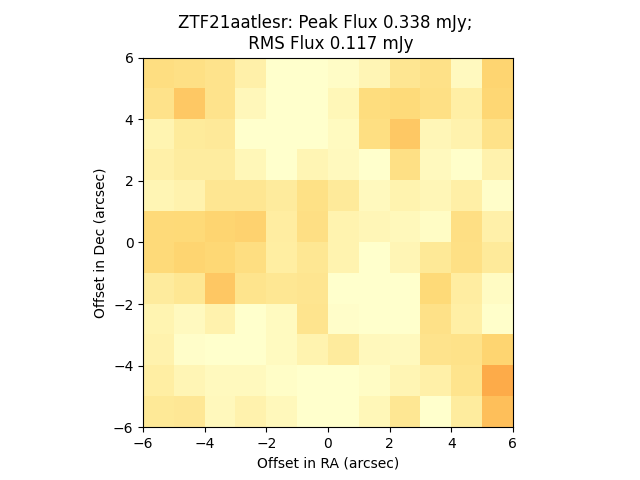 ZTF21aatlesr: Peak Flux 0.338 mJy;
RMS Flux 0.117 mJy
6
4
2
0
−2
−4
−6
Offset in Dec (arcsec)
−6 −4 −2 0 2 4 6
Offset in RA (arcsec)